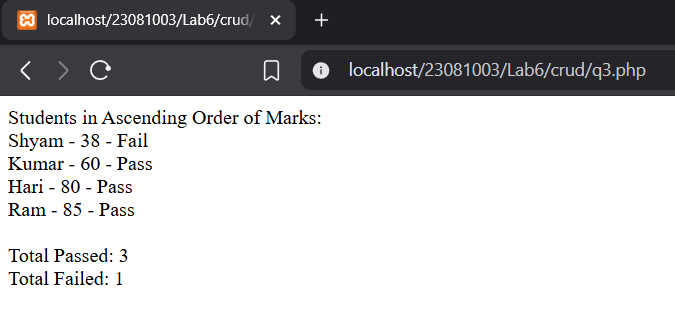 localhost/23081003/Lab6/crud/
localhost/23081003/Lab6/crud/q3.php
Students in Ascending Order of Marks:
Shyam - 38 - Fail
Kumar - 60 - Pass
Hari - 80 - Pass
Ram - 85 - Pass
Total Passed: 3
Total Failed: 1